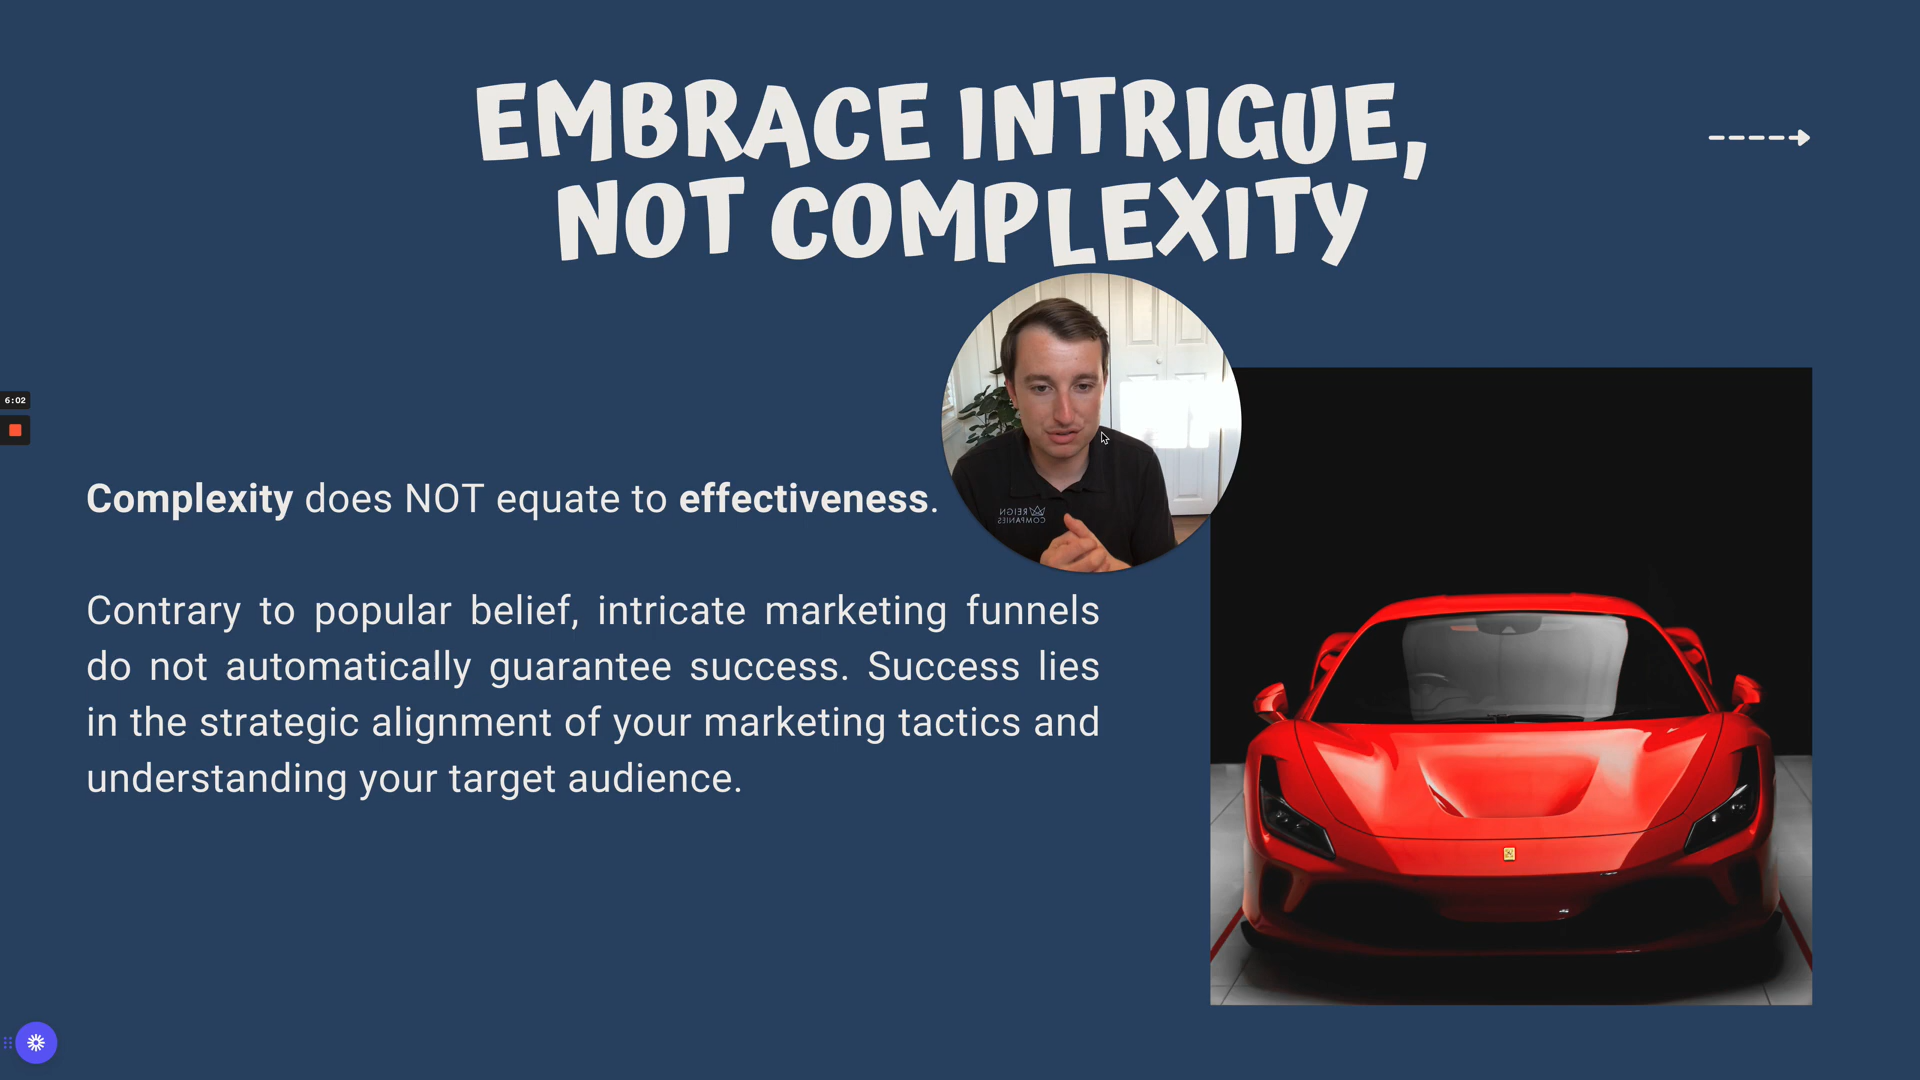 EMBRACE INTRIGUE,
NOT COMPLEXITY
6:02
Complexity does NOT equate to effectiveness.
REIGN
COMPANIES
Contrary to popular belief, intricate marketing funnels
do not automatically guarantee success. Success lies
in the strategic alignment of your marketing tactics and
understanding your target audience.